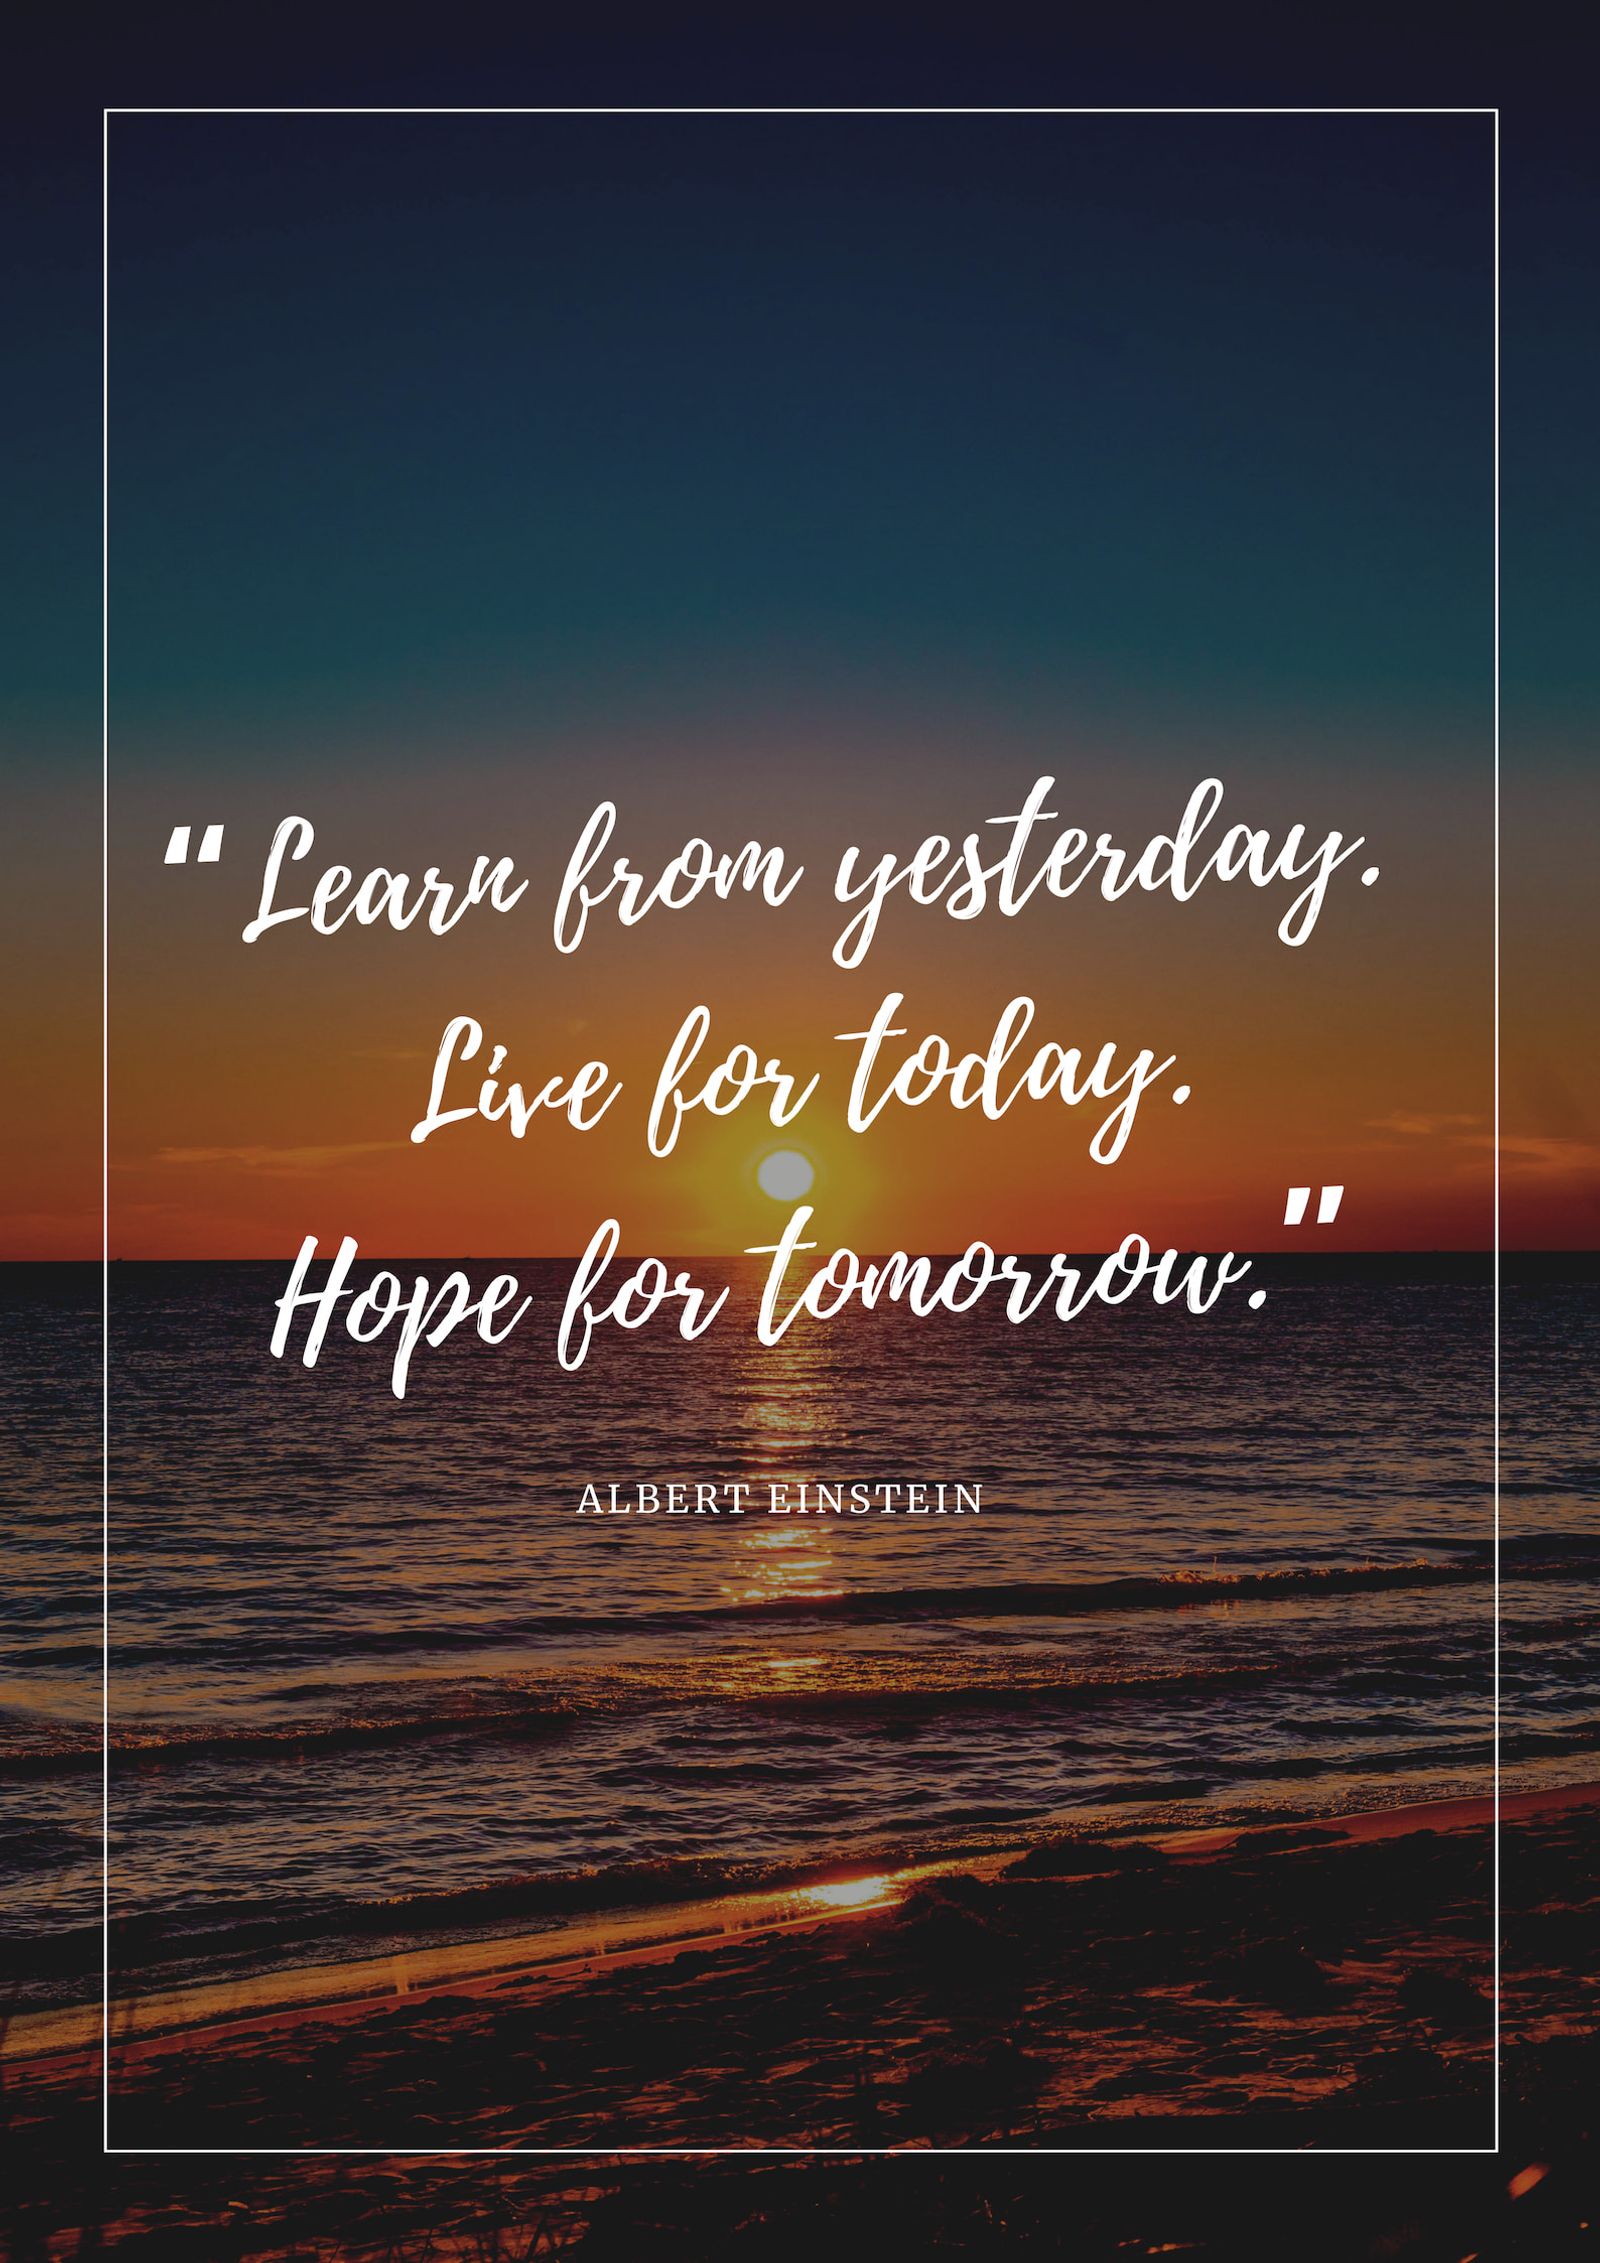 “Learn from yesterday.
Live for today.
Hope for tomorrow.”
ALBERT EINSTEIN